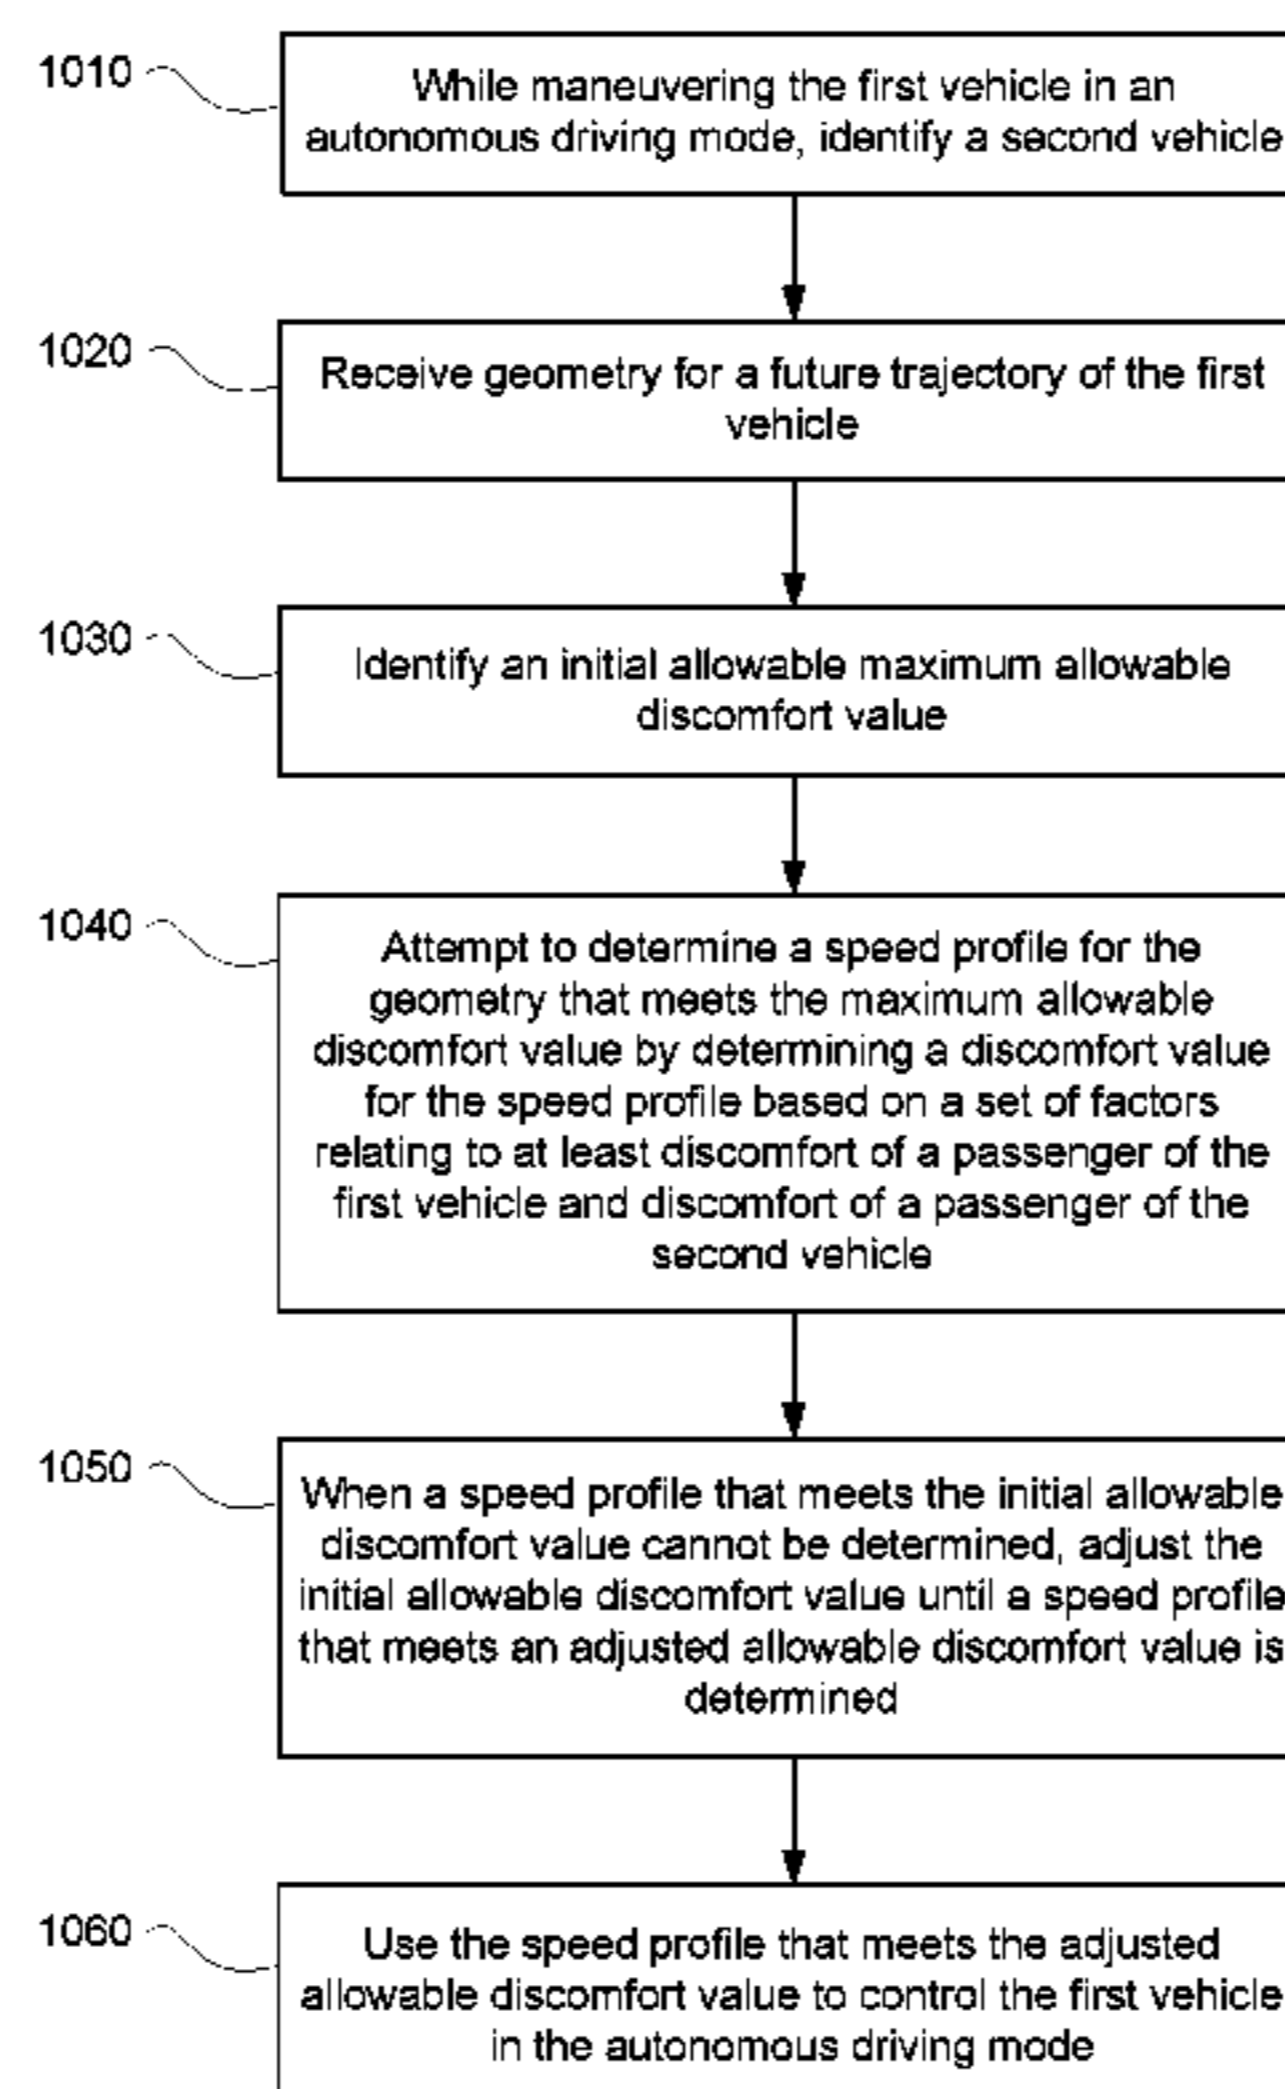 1010
While maneuvering the first vehicle in an
autonomous driving mode, identify a second vehicle
1020
Receive geometry for a future trajectory of the first
vehicle
1030
Identify an initial allowable maximum allowable
discomfort value
1040
Attempt to determine a speed profile for the
geometry that meets the maximum allowable
discomfort value by determining a discomfort value
for the speed profile based on a set of factors
relating to at least discomfort of a passenger of the
first vehicle and discomfort of a passenger of the
second vehicle
1050
When a speed profile that meets the initial allowable
discomfort value cannot be determined, adjust the
initial allowable discomfort value until a speed profile
that meets an adjusted allowable discomfort value is
determined
1060
Use the speed profile that meets the adjusted
allowable discomfort value to control the first vehicle
in the autonomous driving mode